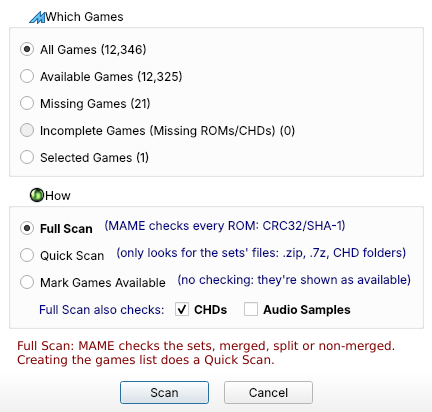 Which Games
All Games (12,346)
Available Games (12,325)
Missing Games (21)
Incomplete Games (Missing ROMs/CHDs) (0)
Selected Games (1)
How
Full Scan (MAME checks every ROM: CRC32/SHA-1)
Quick Scan (only looks for the sets' files: .zip, .7z, CHD folders)
Mark Games Available (no checking: they're shown as available)
Full Scan also checks: CHDs Audio Samples
Full Scan: MAME checks the sets, merged, split or non-merged.
Creating the games list does a Quick Scan.
Scan Cancel